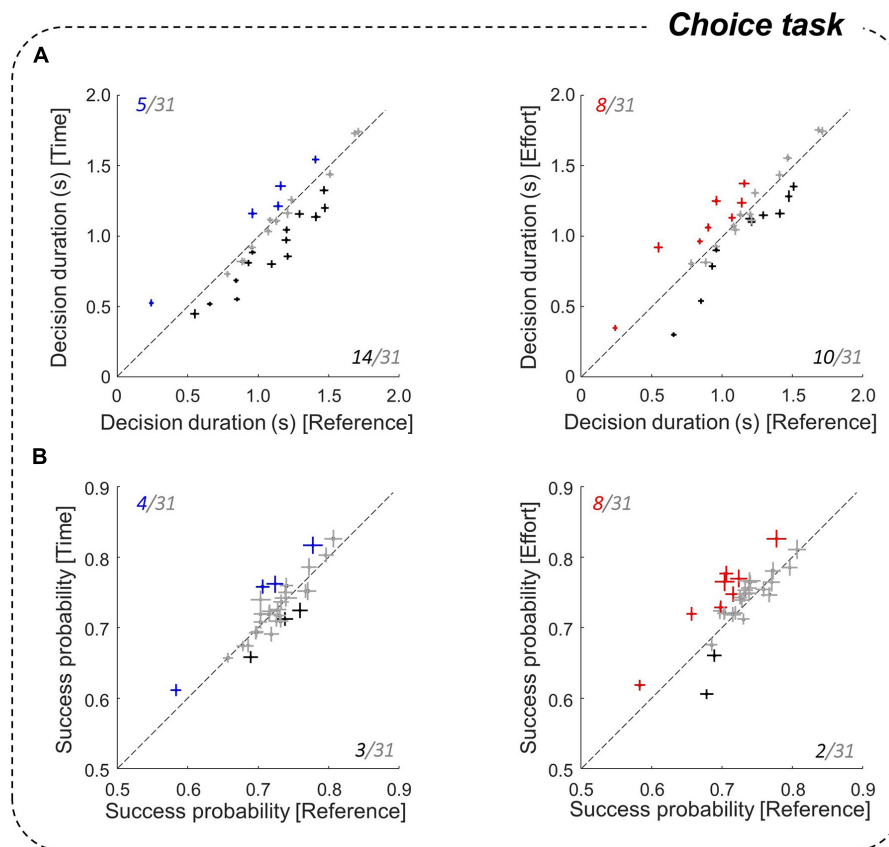 Choice task
A
5/31
2.0
1.5
1.0
0.5
0
Decision duration (s) [Time]
14/31
0 0.5 1.0 1.5 2.0
Decision duration (s) [Reference]
8/31
2.0
1.5
1.0
0.5
0
Decision duration (s) [Effort]
10/31
0 0.5 1.0 1.5 2.0
Decision duration (s) [Reference]
B
4/31
0.9
0.8
0.7
0.6
0.5
Success probability [Time]
3/31
0.5 0.6 0.7 0.8 0.9
Success probability [Reference]
8/31
0.9
0.8
0.7
0.6
0.5
Success probability [Effort]
2/31
0.5 0.6 0.7 0.8 0.9
Success probability [Reference]